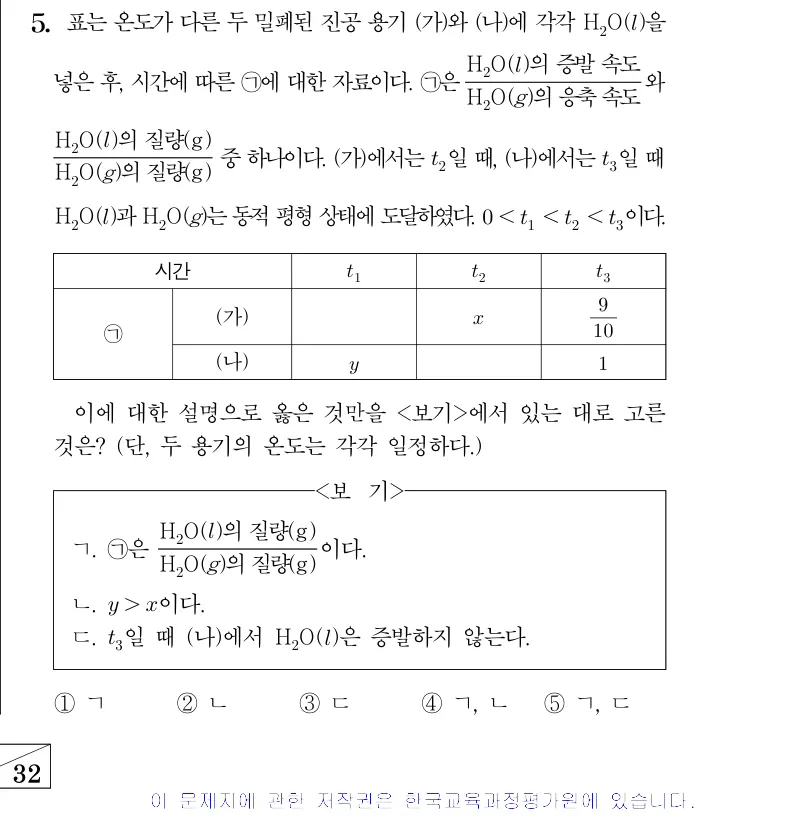 5. 표는 온도가 다른 두 밀폐된 진공 용기 (가)와 (나)에 각각 H₂O(l)을
넣은 후, 시간에 따른 ㉠에 대한 자료이다. ㉠은 H₂O(l)의 증발 속도/H₂O(g)의 응축 속도 와
H₂O(l)의 질량(g)/H₂O(g)의 질량(g) 중 하나이다. (가)에서는 t₂일 때, (나)에서는 t₃일 때
H₂O(l)과 H₂O(g)는 동적 평형 상태에 도달하였다. 0 < t₁ < t₂ < t₃이다.
시간 t₁ t₂ t₃
㉠ (가) x 9/10
(나) y 1
이에 대한 설명으로 옳은 것만을 <보기>에서 있는 대로 고른
것은? (단, 두 용기의 온도는 각각 일정하다.)
<보 기>
ㄱ. ㉠은 H₂O(l)의 질량(g)/H₂O(g)의 질량(g) 이다.
ㄴ. y > x이다.
ㄷ. t₃일 때 (나)에서 H₂O(l)은 증발하지 않는다.
① ㄱ ② ㄴ ③ ㄷ ④ ㄱ, ㄴ ⑤ ㄱ, ㄷ
32
이 문제지에 관한 저작권은 한국교육과정평가원에 있습니다.